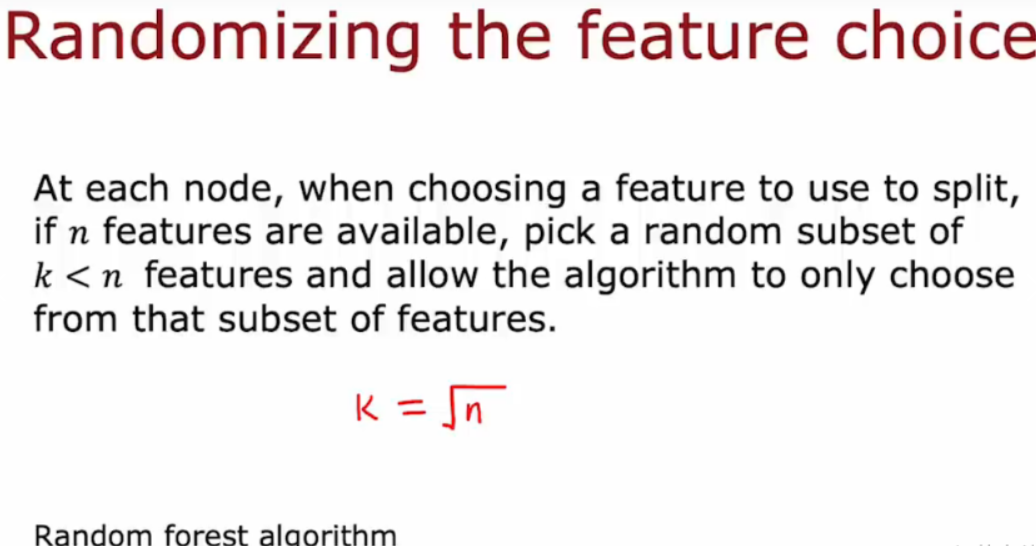 Randomizing the feature choice
At each node, when choosing a feature to use to split,
if n features are available, pick a random subset of
k < n features and allow the algorithm to only choose
from that subset of features.
K = √n
Random forest algorithm